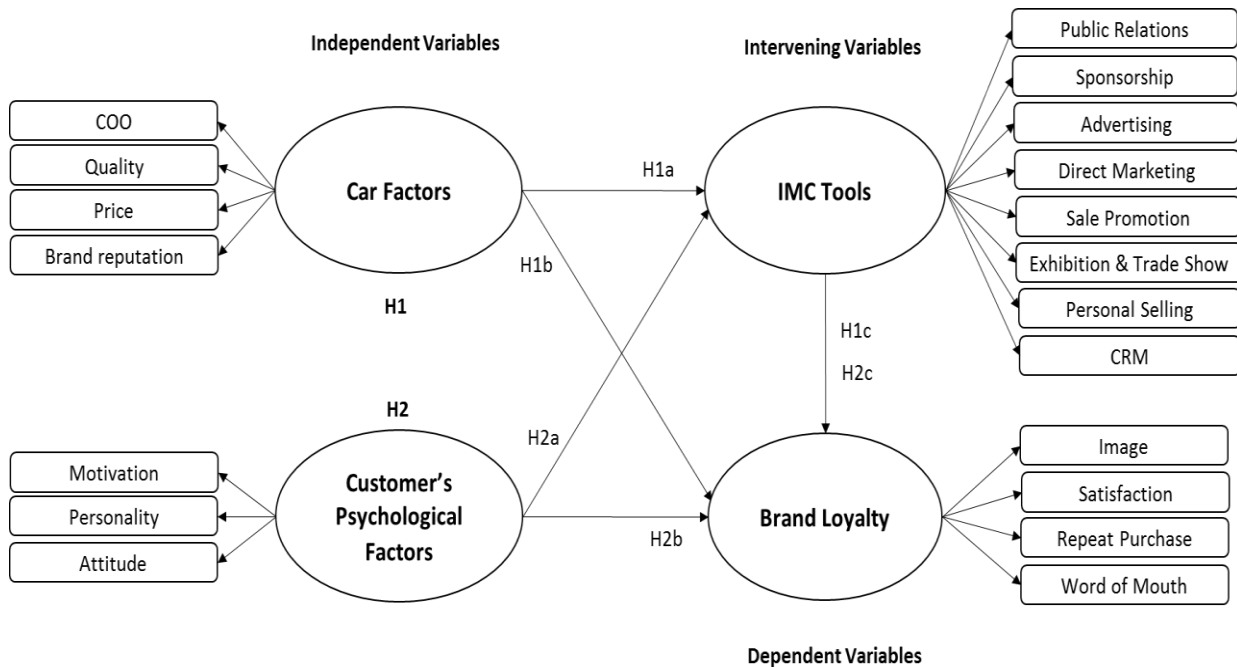 Independent Variables
Intervening Variables
Public Relations
Sponsorship
COO
Advertising
Quality
Direct Marketing
Car Factors
H1a
IMC Tools
Price
Sale Promotion
Brand reputation
H1b
Exhibition & Trade Show
H1
Personal Selling
H1c
CRM
H2c
H2
H2a
Image
Motivation
Customer's
Psychological
Factors
Satisfaction
Personality
Brand Loyalty
H2b
Repeat Purchase
Attitude
Word of Mouth
Dependent Variables